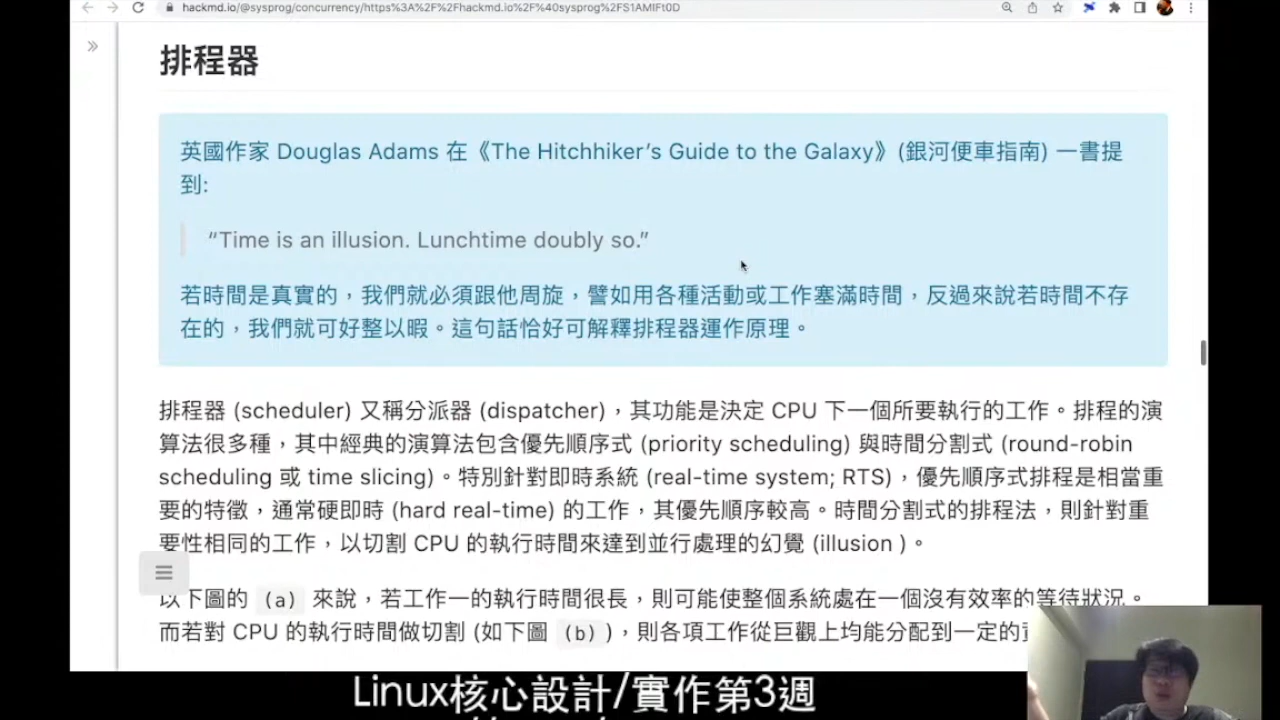 hackmd.io/@sysprog/concurrency/https%3A%2F%2Fhackmd.io%2F%40sysprog%2FS1AMIFt0D
排程器
英國作家 Douglas Adams 在《The Hitchhiker’s Guide to the Galaxy》(銀河便車指南) 一書提
到:
“Time is an illusion. Lunchtime doubly so.”
若時間是真實的，我們就必須跟他周旋，譬如用各種活動或工作塞滿時間，反過來說若時間不存
在的，我們就可好整以暇。這句話恰好可解釋排程器運作原理。
排程器 (scheduler) 又稱分派器 (dispatcher)，其功能是決定 CPU 下一個所要執行的工作。排程的演
算法很多種，其中經典的演算法包含優先順序式 (priority scheduling) 與時間分割式 (round-robin
scheduling 或 time slicing)。特別針對即時系統 (real-time system; RTS)，優先順序式排程是相當重
要的特徵，通常硬即時 (hard real-time) 的工作，其優先順序較高。時間分割式的排程法，則針對重
要性相同的工作，以切割 CPU 的執行時間來達到並行處理的幻覺 (illusion )。
以下圖的 (a) 來說，若工作一的執行時間很長，則可能使整個系統處在一個沒有效率的等待狀況。
而若對 CPU 的執行時間做切割 (如下圖 (b))，則各項工作從巨觀上均能分配到一定的
Linux核心設計/實作第3週